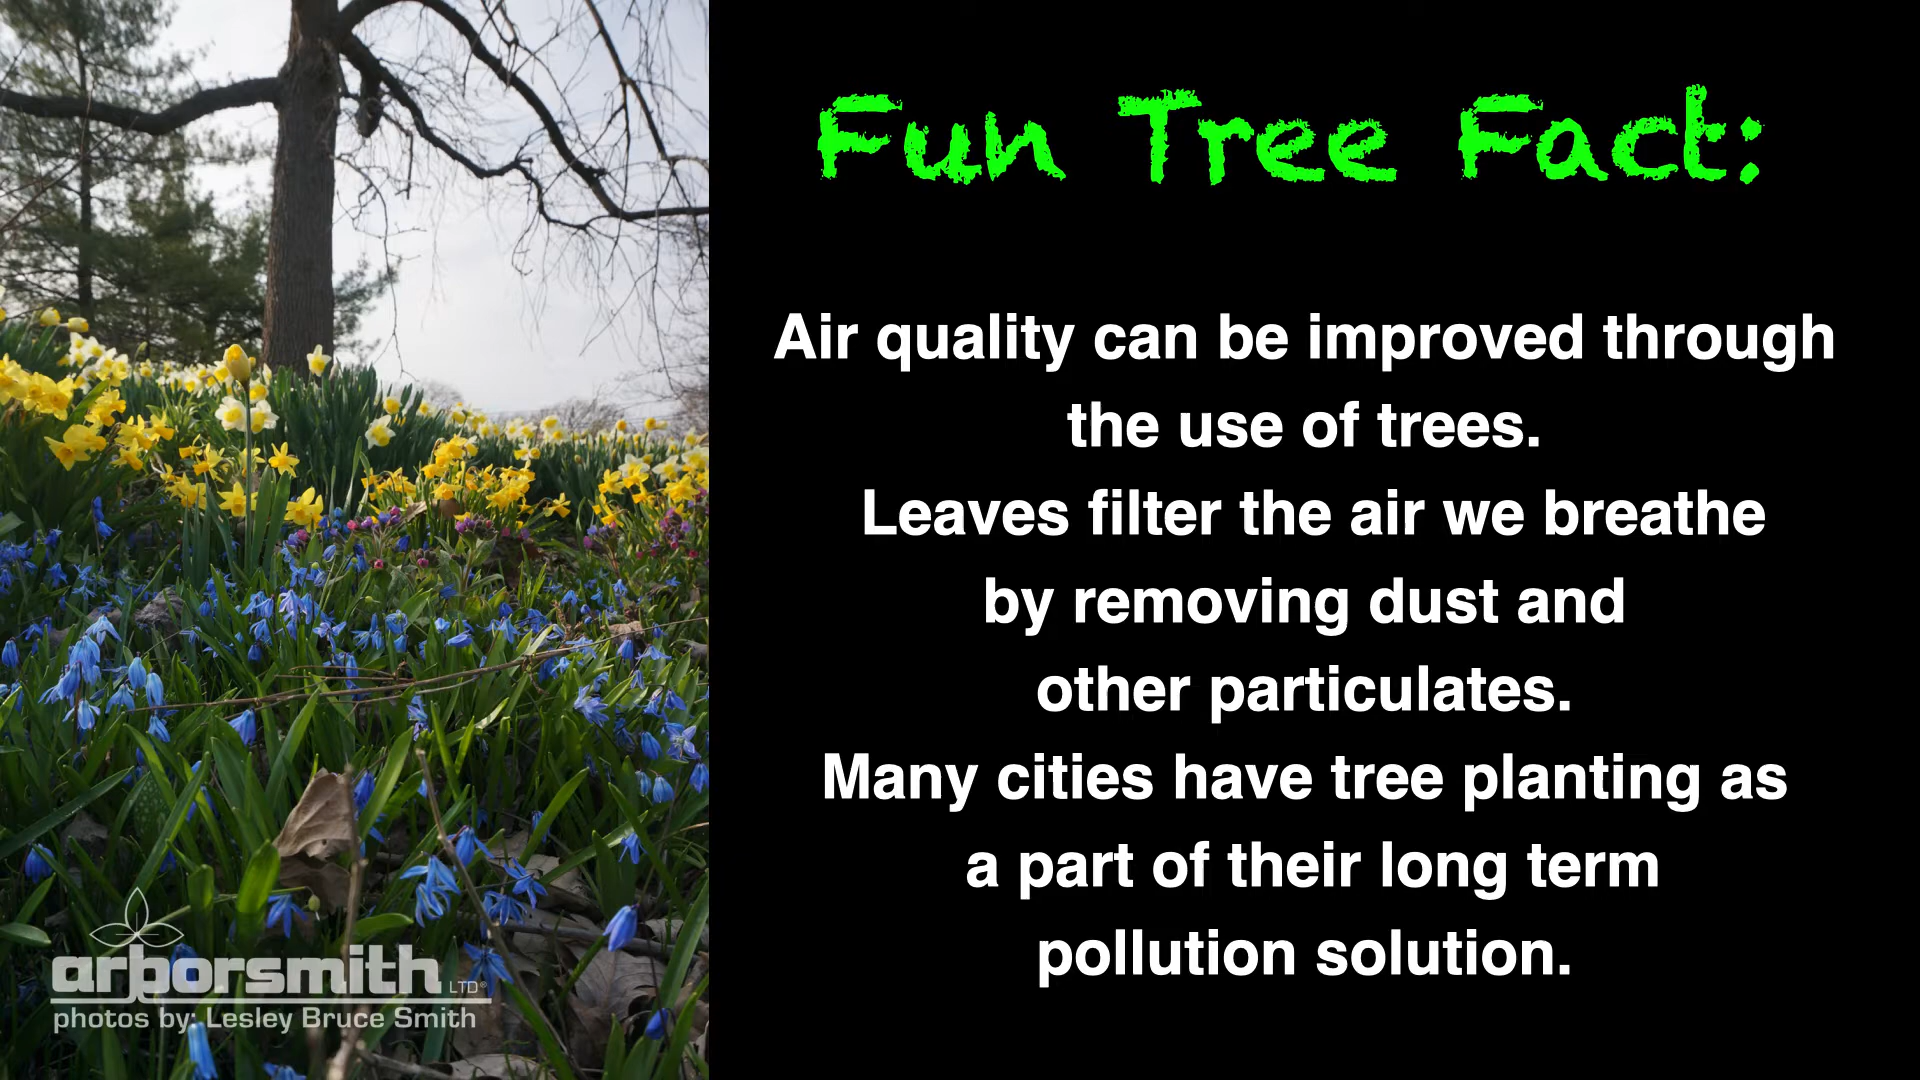 Fun Tree Fact:
Air quality can be improved through
the use of trees.
Leaves filter the air we breathe
by removing dust and
other particulates.
Many cities have tree planting as
a part of their long term
pollution solution.
arborsmith LTD®
photos by: Lesley Bruce Smith